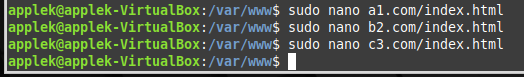 applek@applek-VirtualBox:/var/www$ sudo nano a1.com/index.html
applek@applek-VirtualBox:/var/www$ sudo nano b2.com/index.html
applek@applek-VirtualBox:/var/www$ sudo nano c3.com/index.html
applek@applek-VirtualBox:/var/www$